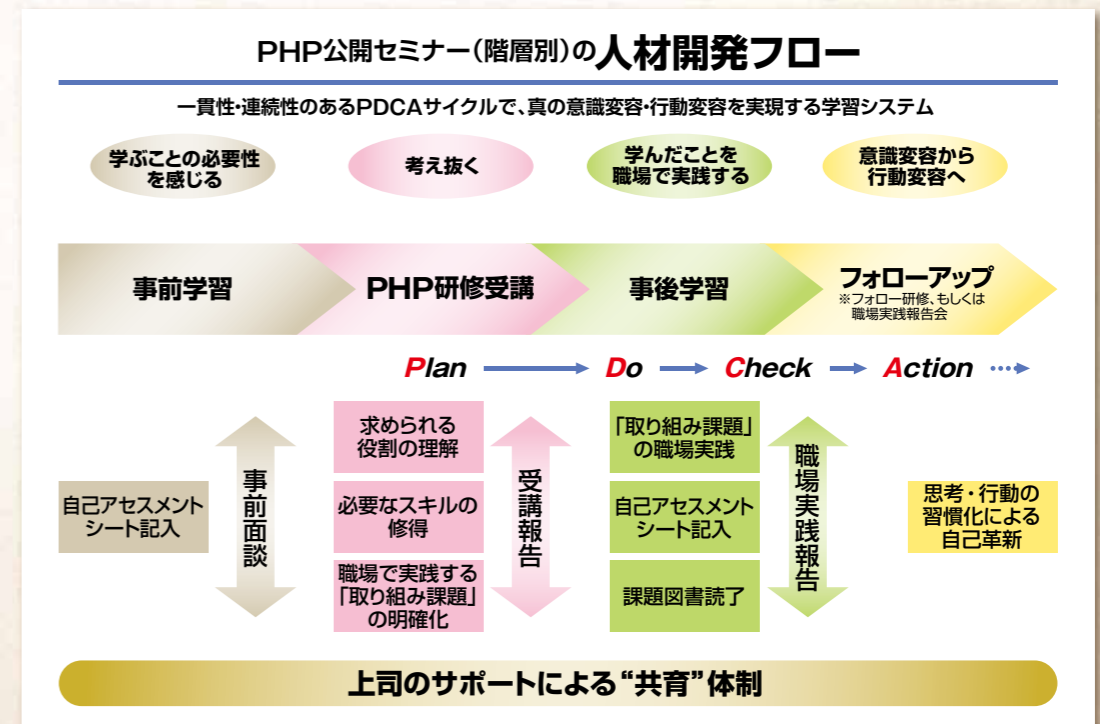 PHP公開セミナー（階層別）の人材開発フロー
一貫性・連続性のあるPDCAサイクルで、真の意識変容・行動変容を実現する学習システム
学ぶことの必要性
を感じる
考え抜く
学んだことを
職場で実践する
意識変容から
行動変容へ
事前学習
PHP研修受講
事後学習
フォローアップ
※フォロー研修、もしくは
職場実践報告会
Plan
Do
Check
Action
自己アセスメント
シート記入
事前面談
求められる
役割の理解
必要なスキルの
修得
職場で実践する
「取り組み課題」
の明確化
受講報告
「取り組み課題」
の職場実践
自己アセスメント
シート記入
課題図書読了
職場実践報告
思考・行動の
習慣化による
自己革新
上司のサポートによる“共育”体制